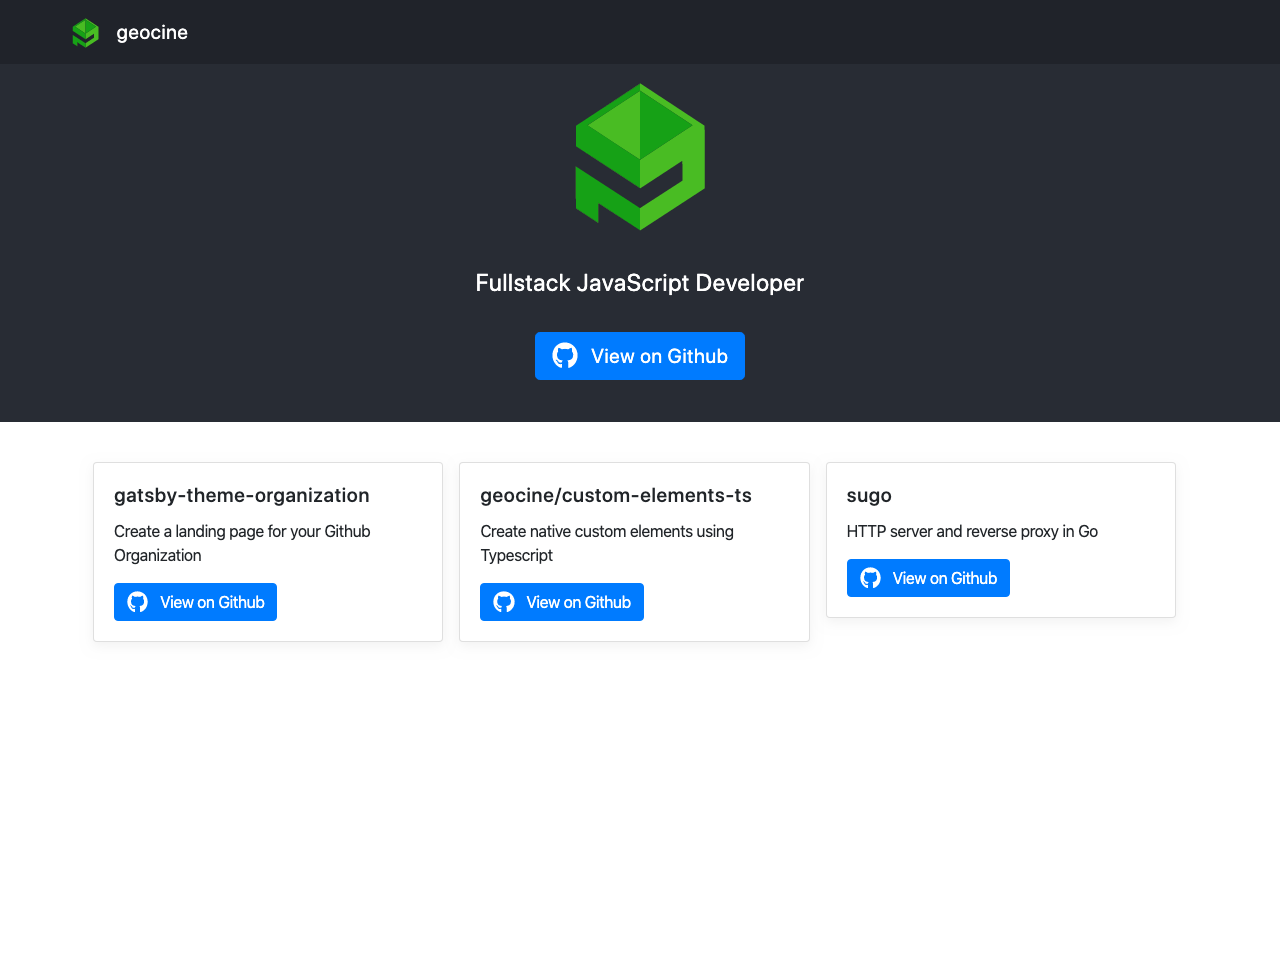 geocine
Fullstack JavaScript Developer
View on Github
gatsby-theme-organization
Create a landing page for your Github
Organization
View on Github
geocine/custom-elements-ts
Create native custom elements using
Typescript
View on Github
sugo
HTTP server and reverse proxy in Go
View on Github